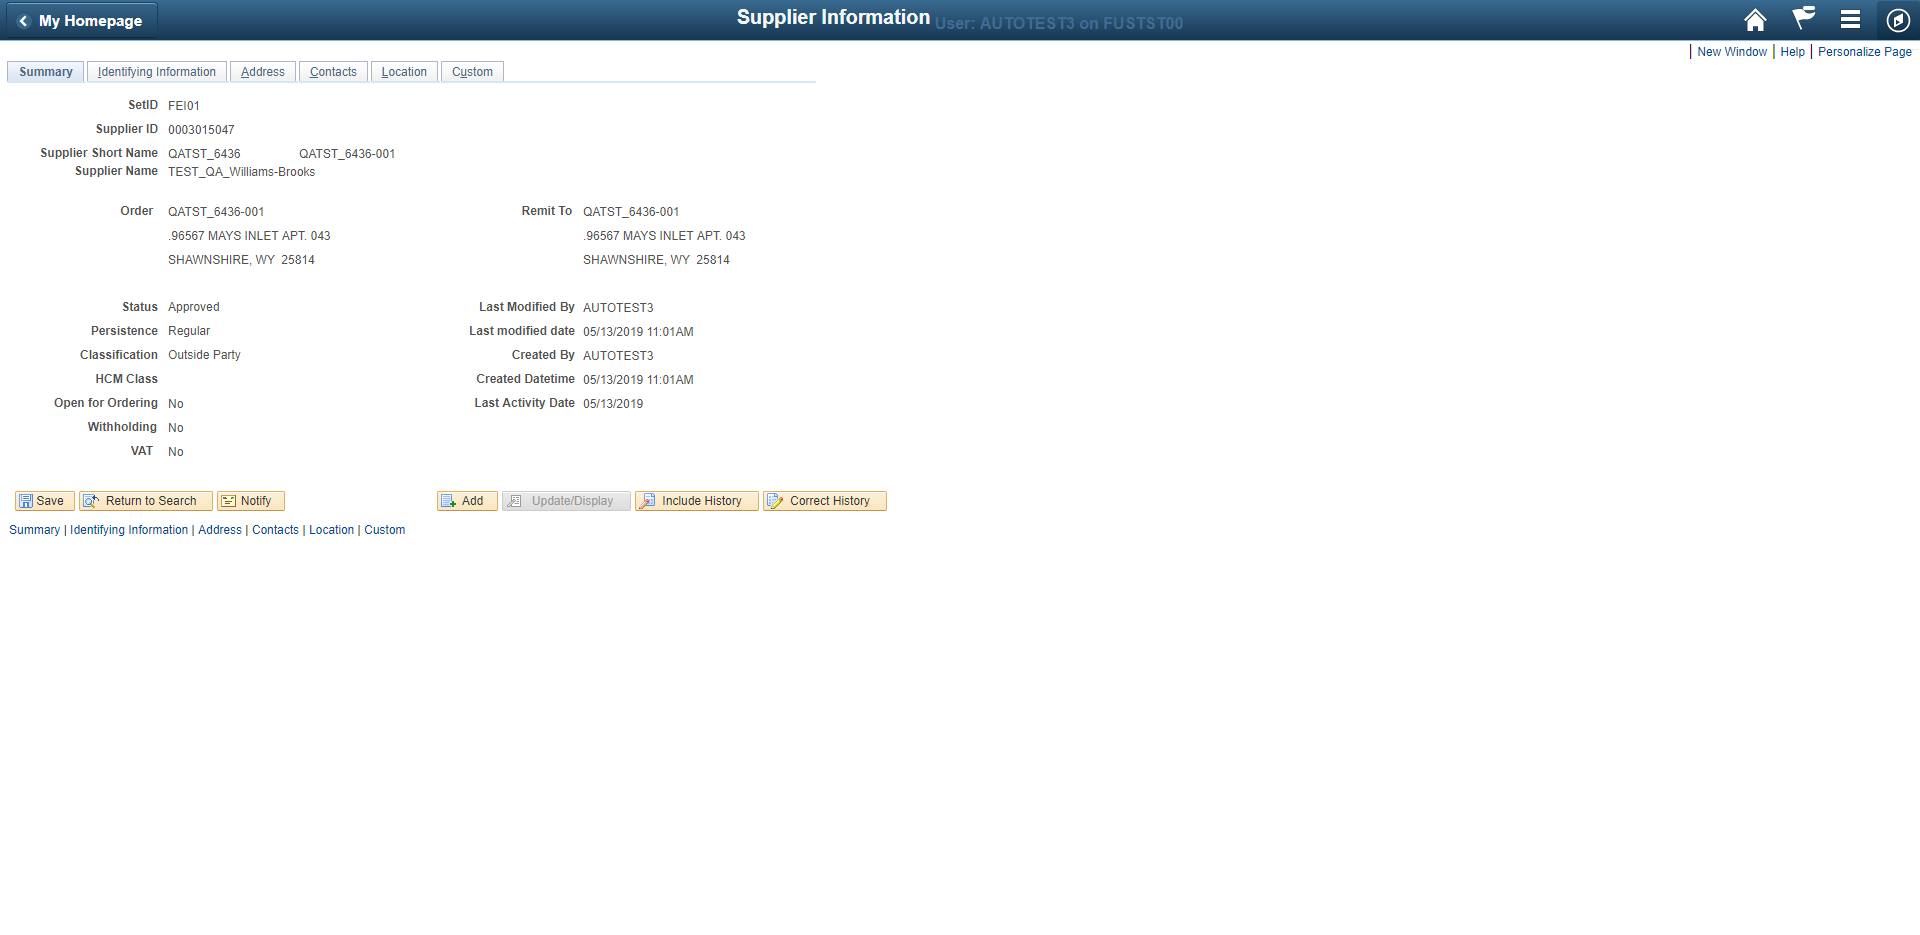 My Homepage
Supplier Information User: AUTOTEST3 on FUSTST00
New Window | Help | Personalize Page
Summary Identifying Information Address Contacts Location Custom
SetID FEI01
Supplier ID 0003015047
Supplier Short Name QATST_6436 QATST_6436-001
Supplier Name TEST_QA_Williams-Brooks
Order QATST_6436-001 Remit To QATST_6436-001
.96567 MAYS INLET APT. 043 .96567 MAYS INLET APT. 043
SHAWNSHIRE, WY 25814 SHAWNSHIRE, WY 25814
Status Approved Last Modified By AUTOTEST3
Persistence Regular Last modified date 05/13/2019 11:01AM
Classification Outside Party Created By AUTOTEST3
HCM Class Created Datetime 05/13/2019 11:01AM
Open for Ordering No Last Activity Date 05/13/2019
Withholding No
VAT No
Save Return to Search Notify Add Update/Display Include History Correct History
Summary | Identifying Information | Address | Contacts | Location | Custom